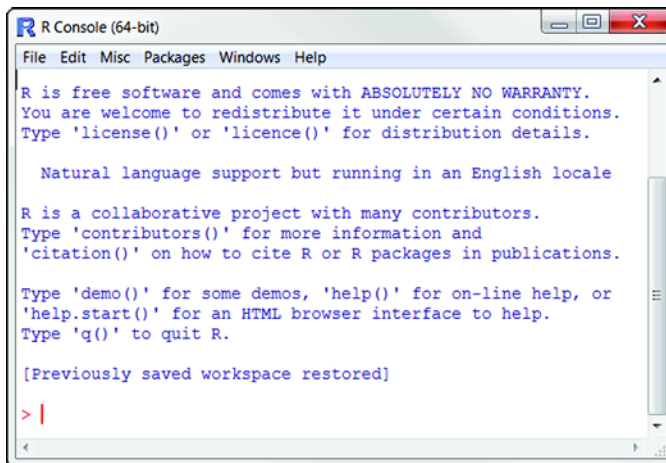 R Console (64-bit)
File Edit Misc Packages Windows Help
R is free software and comes with ABSOLUTELY NO WARRANTY.
You are welcome to redistribute it under certain conditions.
Type 'license()' or 'licence()' for distribution details.
Natural language support but running in an English locale
R is a collaborative project with many contributors.
Type 'contributors()' for more information and
'citation()' on how to cite R or R packages in publications.
Type 'demo()' for some demos, 'help()' for on-line help, or
'help.start()' for an HTML browser interface to help.
Type 'q()' to quit R.
[Previously saved workspace restored]
>